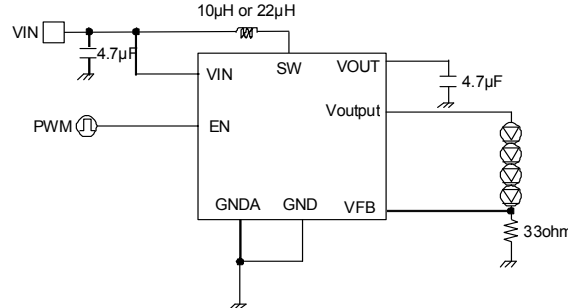 10µH or 22µH
VIN
4.7µF
VIN
SW
VOUT
4.7µF
Voutput
PWM
EN
GNDA
GND
VFB
33ohm